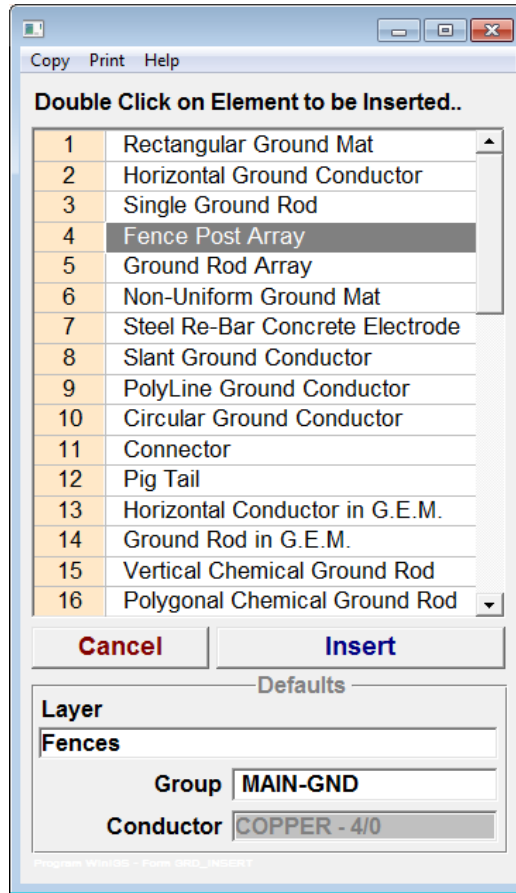 Copy Print Help
Double Click on Element to be Inserted..
1 Rectangular Ground Mat
2 Horizontal Ground Conductor
3 Single Ground Rod
4 Fence Post Array
5 Ground Rod Array
6 Non-Uniform Ground Mat
7 Steel Re-Bar Concrete Electrode
8 Slant Ground Conductor
9 PolyLine Ground Conductor
10 Circular Ground Conductor
11 Connector
12 Pig Tail
13 Horizontal Conductor in G.E.M.
14 Ground Rod in G.E.M.
15 Vertical Chemical Ground Rod
16 Polygonal Chemical Ground Rod
Cancel Insert
Defaults
Layer
Fences
Group MAIN-GND
Conductor COPPER - 4/0
Program WinIGS - Form GRD_INSERT